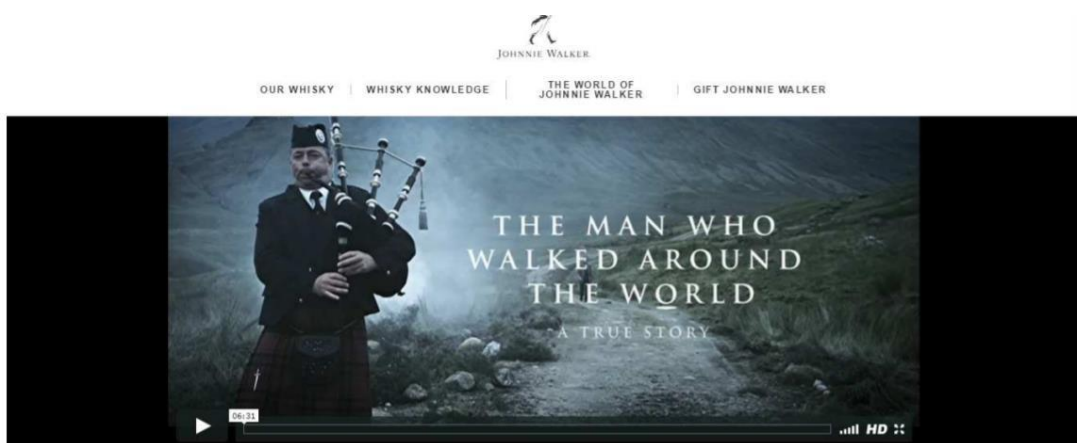 JOHNNIE WALKER.
OUR WHISKY
WHISKY KNOWLEDGE
THE WORLD OF
JOHNNIE WALKER
GIFT JOHNNIE WALKER
THE MAN WHO
WALKED AROUND
THE WORLD
A TRUE STORY
06:31
HD